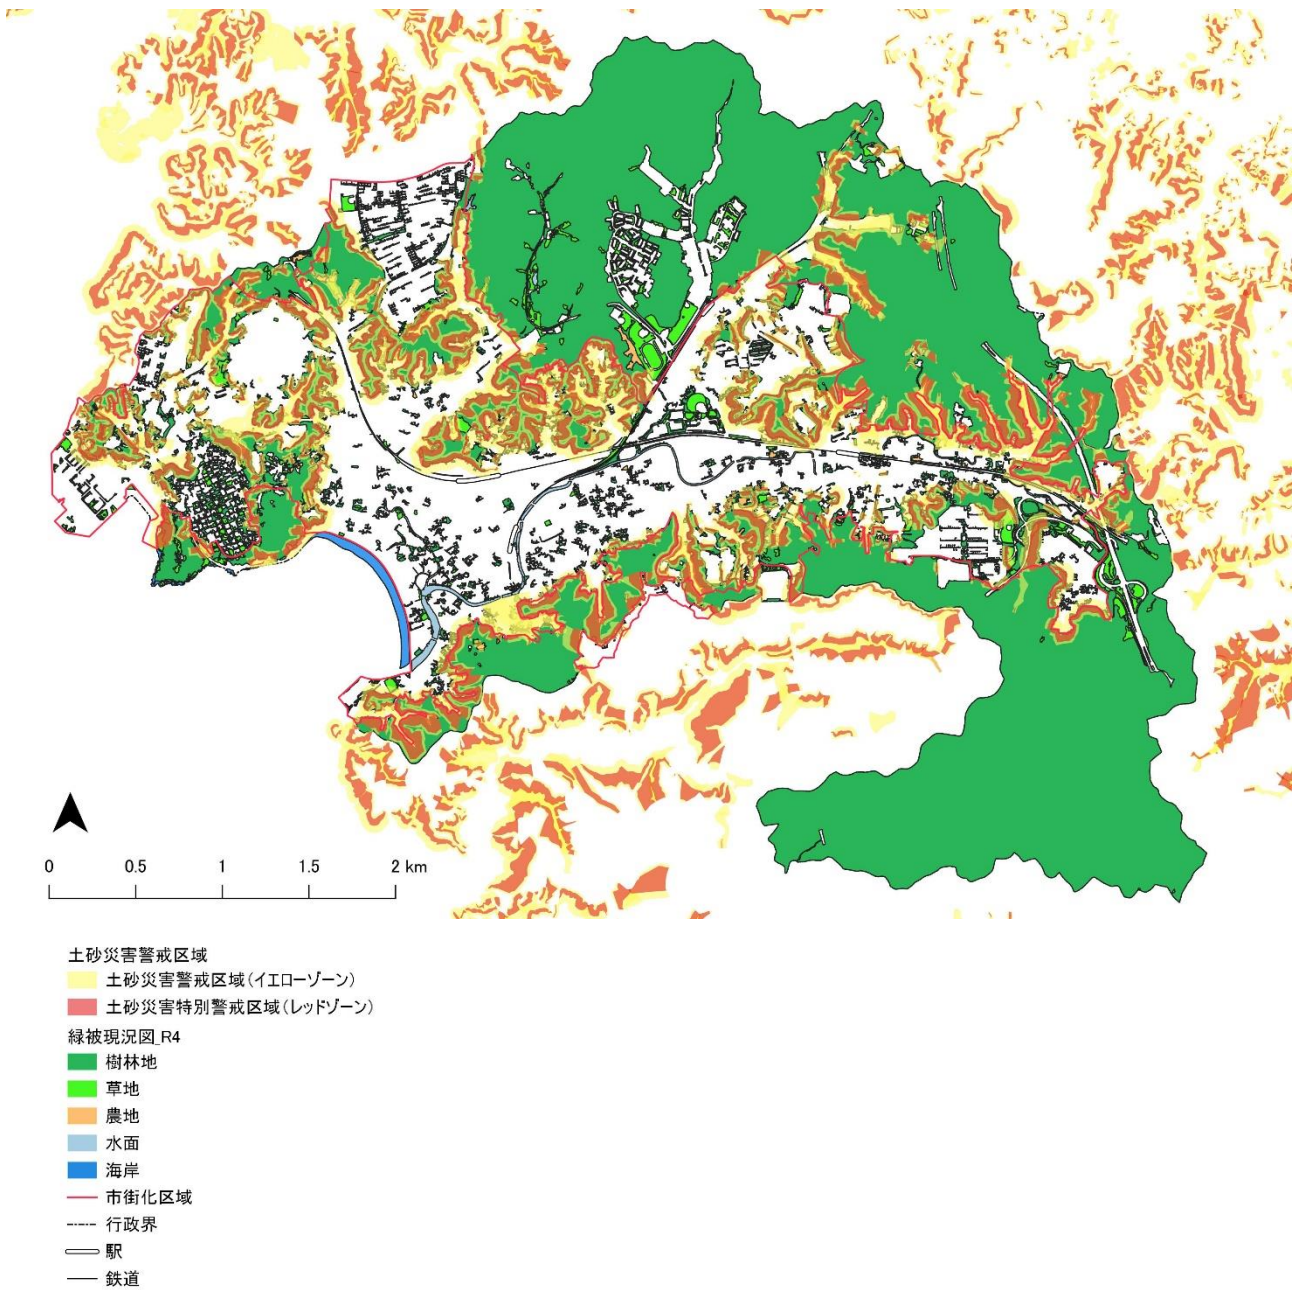 0 0.5 1 1.5 2 km
土砂災害警戒区域
土砂災害警戒区域(イエローゾーン)
土砂災害特別警戒区域(レッドゾーン)
緑被現況図_R4
樹林地
草地
農地
水面
海岸
市街化区域
行政界
駅
鉄道